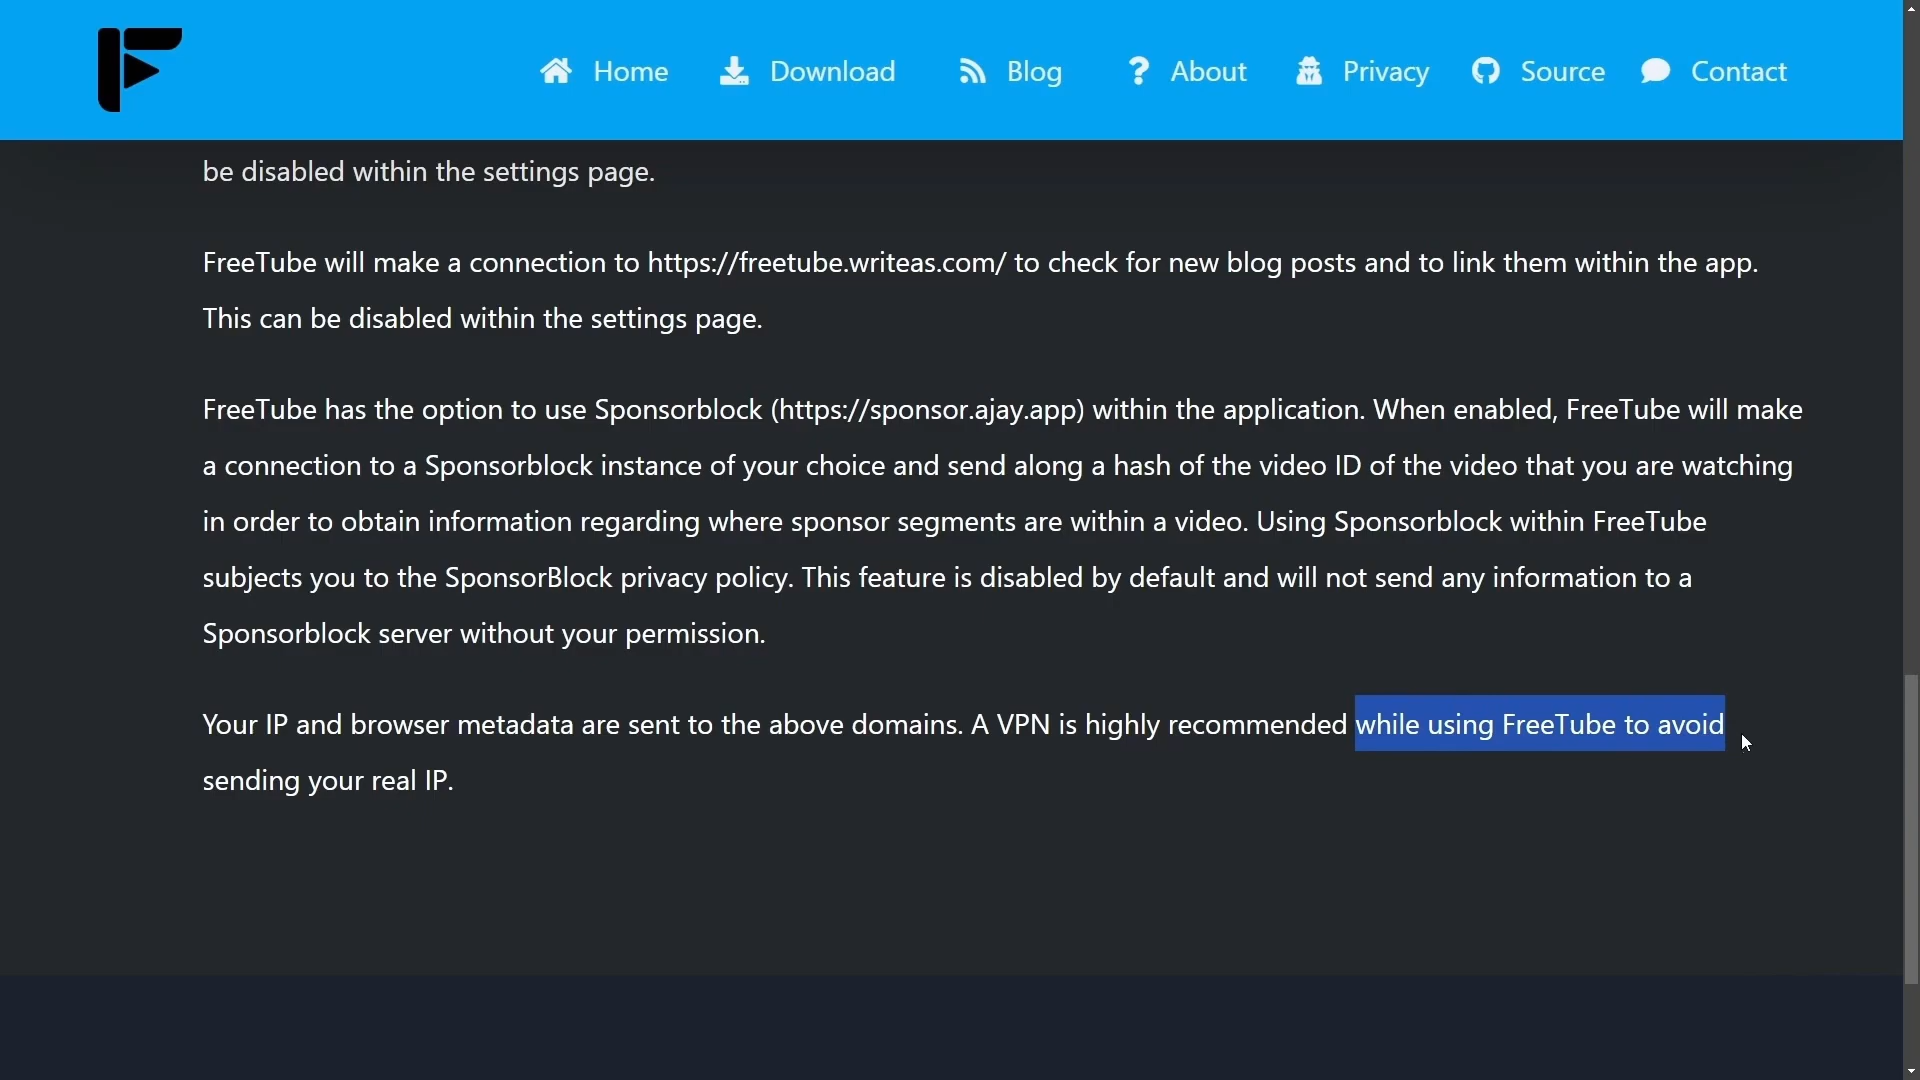 Home Download Blog About Privacy Source Contact
be disabled within the settings page.
FreeTube will make a connection to https://freetube.writeas.com/ to check for new blog posts and to link them within the app.
This can be disabled within the settings page.
FreeTube has the option to use Sponsorblock (https://sponsor.ajay.app) within the application. When enabled, FreeTube will make
a connection to a Sponsorblock instance of your choice and send along a hash of the video ID of the video that you are watching
in order to obtain information regarding where sponsor segments are within a video. Using Sponsorblock within FreeTube
subjects you to the SponsorBlock privacy policy. This feature is disabled by default and will not send any information to a
Sponsorblock server without your permission.
Your IP and browser metadata are sent to the above domains. A VPN is highly recommended while using FreeTube to avoid
sending your real IP.